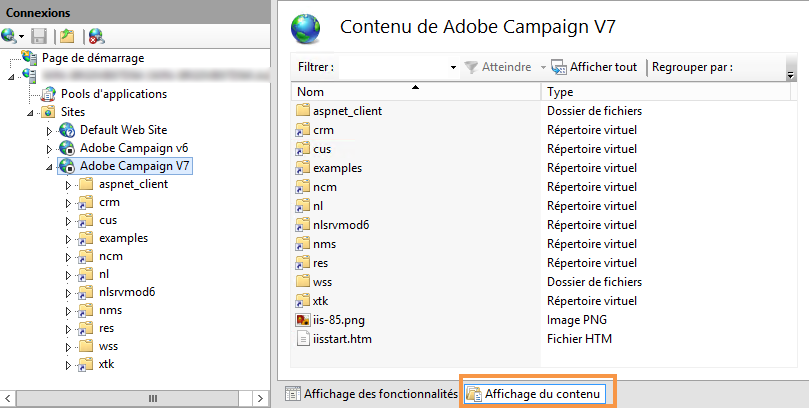 Connexions
Page de démarrage
Pools d'applications
Sites
Default Web Site
Adobe Campaign v6
Adobe Campaign V7
aspnet_client
crm
cus
examples
ncm
nl
nlsrvmod6
nms
res
wss
xtk
Contenu de Adobe Campaign V7
Filtrer : Atteindre Afficher tout Regrouper par :
Nom Type
aspnet_client Dossier de fichiers
crm Répertoire virtuel
cus Répertoire virtuel
examples Répertoire virtuel
ncm Répertoire virtuel
nl Répertoire virtuel
nlsrvmod6 Répertoire virtuel
nms Répertoire virtuel
res Répertoire virtuel
wss Dossier de fichiers
xtk Répertoire virtuel
iis-85.png Image PNG
iisstart.htm Fichier HTM
Affichage des fonctionnalités Affichage du contenu